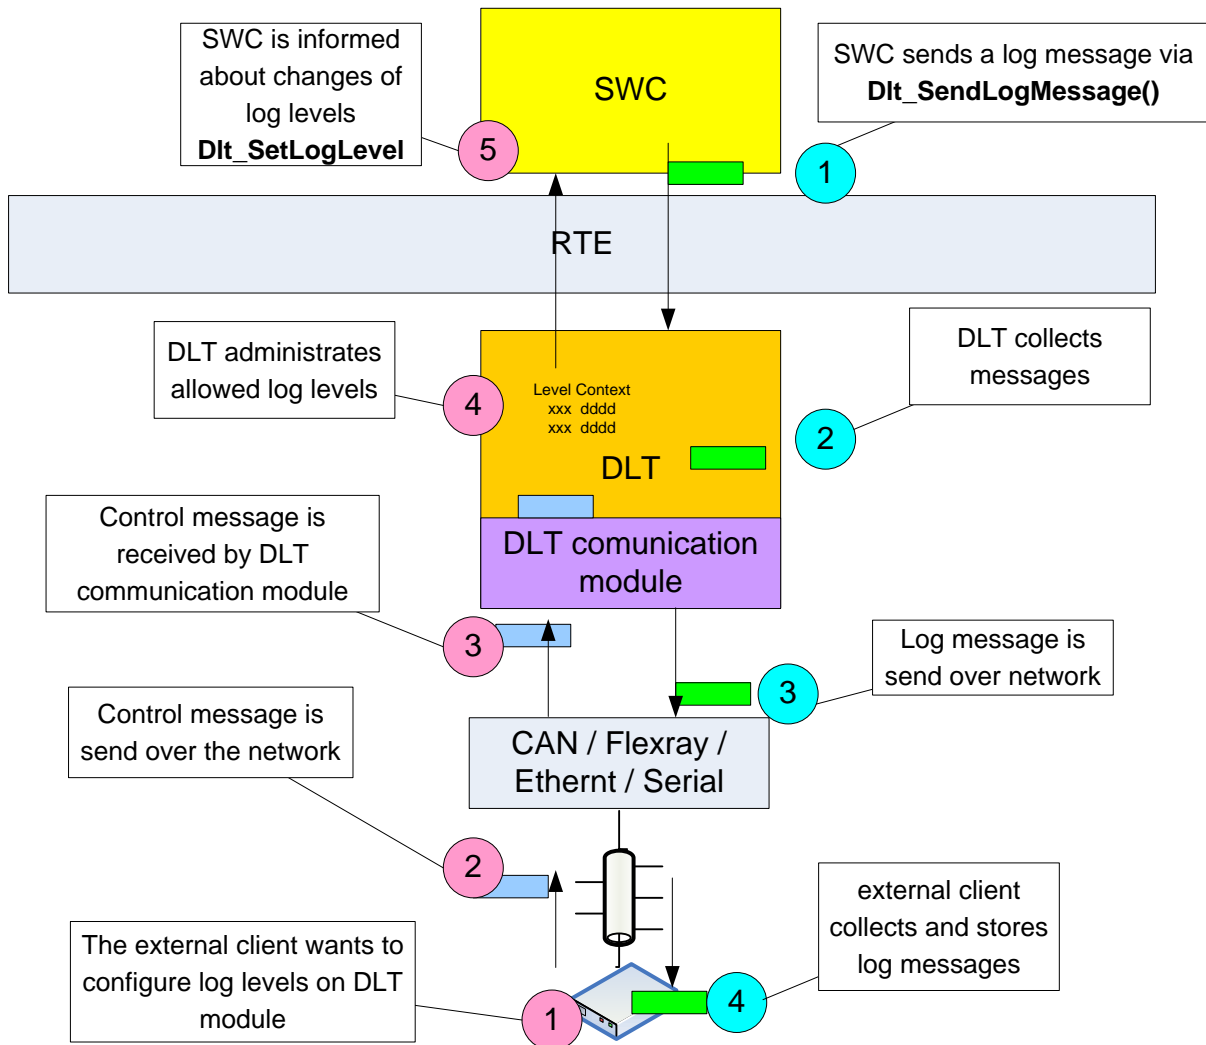 SWC is informed
about changes of
log levels
Dlt_SetLogLevel
5
SWC
SWC sends a log message via
Dlt_SendLogMessage()
1
RTE
DLT administrates
allowed log levels
4
Level Context
xxx dddd
xxx dddd
DLT
DLT collects
messages
2
DLT comunication
module
Control message is
received by DLT
communication module
3
Log message is
send over network
3
Control message is
send over the network
2
CAN / Flexray /
Ethernt / Serial
The external client wants to
configure log levels on DLT
module
1
external client
collects and stores
log messages
4